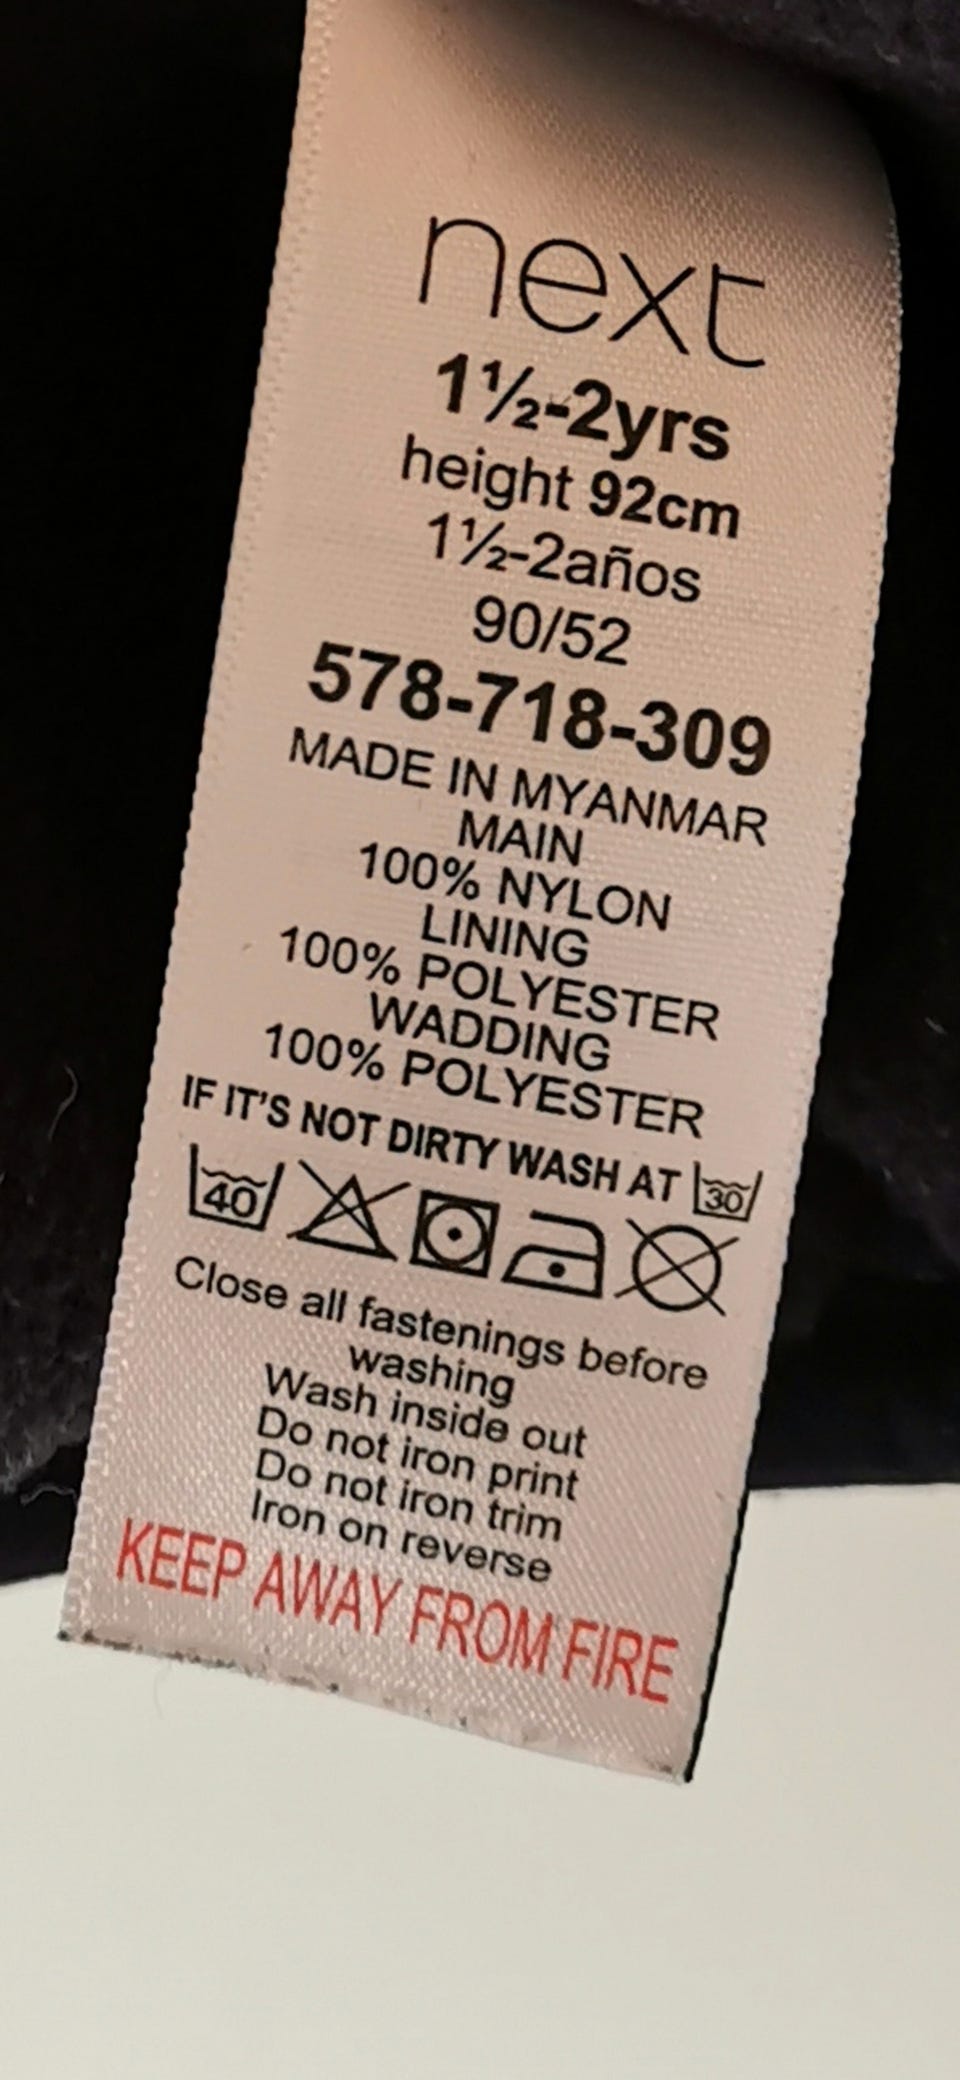 next
1½-2yrs
height 92cm
1½-2años
90/52
578-718-309
MADE IN MYANMAR
MAIN
100% NYLON
LINING
100% POLYESTER
WADDING
100% POLYESTER
IF IT'S NOT DIRTY WASH AT 30
40
Close all fastenings before
washing
Wash inside out
Do not iron print
Do not iron trim
Iron on reverse
KEEP AWAY FROM FIRE